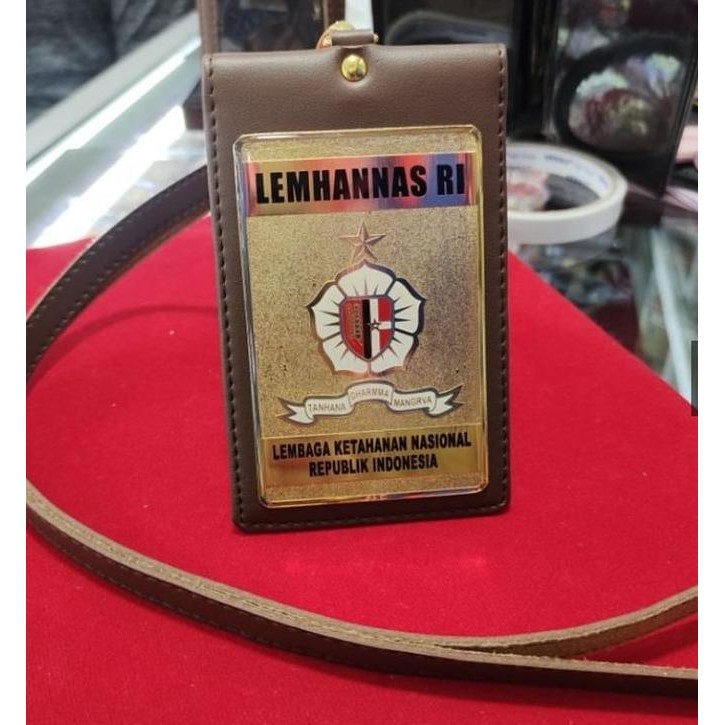 LEMHANNAS RI
TANHANA DHARMMA MANGRVA
LEMBAGA KETAHANAN NASIONAL
REPUBLIK INDONESIA